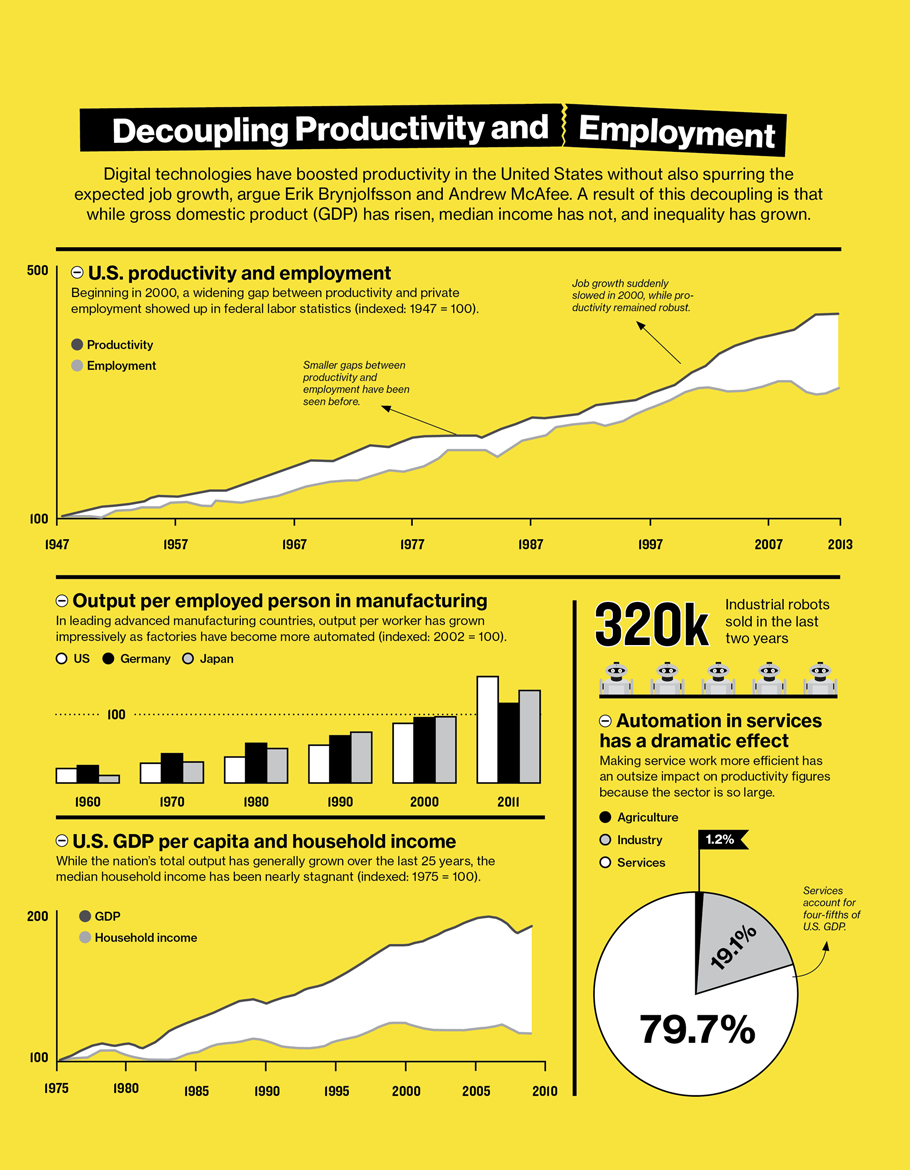 Decoupling Productivity and Employment
Digital technologies have boosted productivity in the United States without also spurring the
expected job growth, argue Erik Brynjolfsson and Andrew McAfee. A result of this decoupling is that
while gross domestic product (GDP) has risen, median income has not, and inequality has grown.
500
U.S. productivity and employment
Beginning in 2000, a widening gap between productivity and private
employment showed up in federal labor statistics (indexed: 1947 = 100).
Productivity
Employment
Smaller gaps between
productivity and
employment have been
seen before.
Job growth suddenly
slowed in 2000, while pro-
ductivity remained robust.
100
1947 1957 1967 1977 1987 1997 2007 2013
Output per employed person in manufacturing
In leading advanced manufacturing countries, output per worker has grown
impressively as factories have become more automated (indexed: 2002 = 100).
US Germany Japan
100
1960 1970 1980 1990 2000 2011
U.S. GDP per capita and household income
While the nation's total output has generally grown over the last 25 years, the
median household income has been nearly stagnant (indexed: 1975 = 100).
200
GDP
Household income
100
1975 1980 1985 1990 1995 2000 2005 2010
320k
Industrial robots
sold in the last
two years
Automation in services
has a dramatic effect
Making service work more efficient has
an outsize impact on productivity figures
because the sector is so large.
Agriculture
Industry
Services
1.2%
19.1%
79.7%
Services
account for
four-fifths of
U.S. GDP.